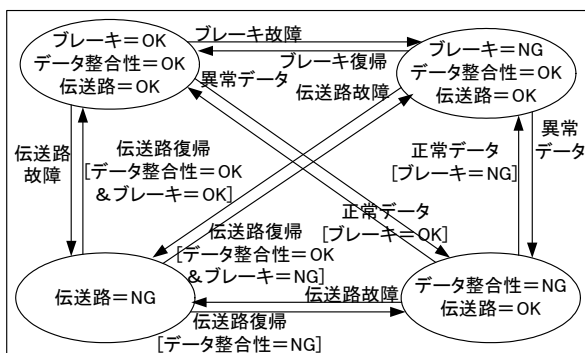 ブレーキ=OK
データ整合性=OK
伝送路=OK
ブレーキ故障
ブレーキ復帰
ブレーキ=NG
データ整合性=OK
伝送路=OK
異常データ
伝送路故障
伝送路
故障
伝送路復帰
[データ整合性=OK
&ブレーキ=OK]
正常データ
[ブレーキ=NG]
異常
データ
正常データ
[ブレーキ=OK]
伝送路復帰
[データ整合性=OK
&ブレーキ=NG]
伝送路=NG
伝送路故障
データ整合性=NG
伝送路=OK
伝送路復帰
[データ整合性=NG]